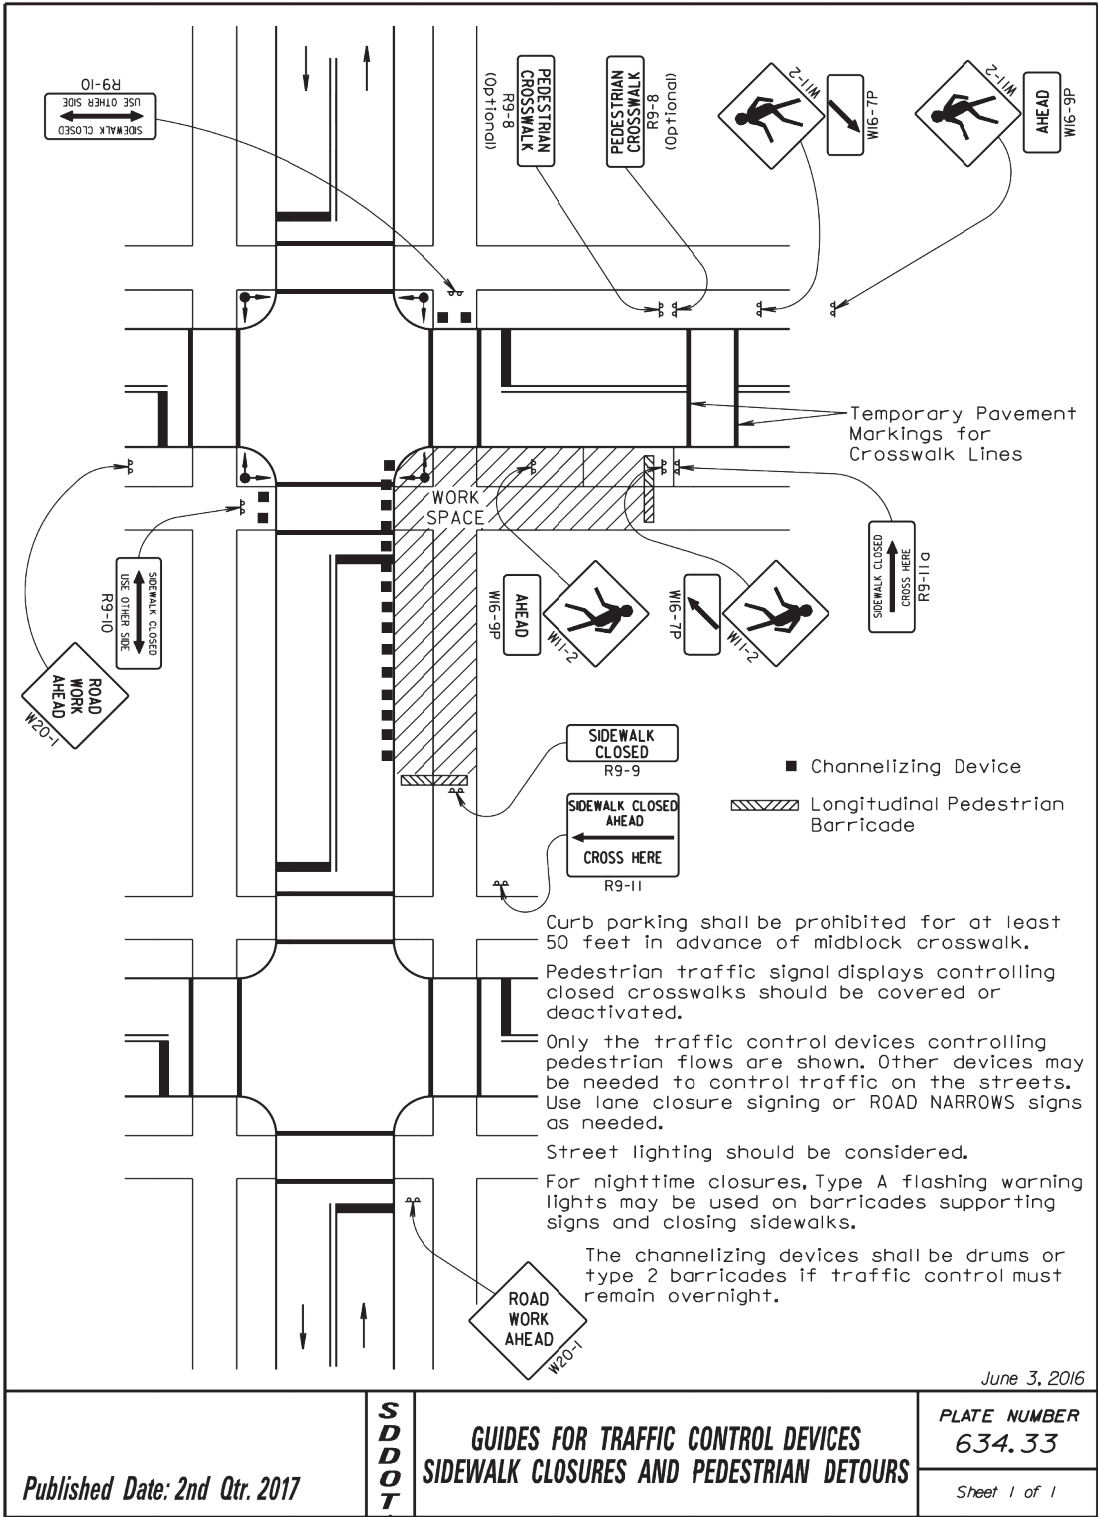 R9-10
SIDEWALK CLOSED
USE OTHER SIDE
PEDESTRIAN
CROSSWALK
R9-8
(Optional)
PEDESTRIAN
CROSSWALK
R9-8
(Optional)
W11-2
W16-7P
W11-2
AHEAD
W16-9P
Temporary Pavement
Markings for
Crosswalk Lines
WORK
SPACE
SIDEWALK CLOSED
USE OTHER SIDE
R9-10
ROAD
WORK
AHEAD
W20-1
AHEAD
W16-9P
W11-2
W16-7P
W11-2
SIDEWALK CLOSED
CROSS HERE
R9-11a
SIDEWALK
CLOSED
R9-9
SIDEWALK CLOSED
AHEAD
CROSS HERE
R9-11
Channelizing Device
Longitudinal Pedestrian
Barricade
Curb parking shall be prohibited for at least
50 feet in advance of midblock crosswalk.
Pedestrian traffic signal displays controlling
closed crosswalks should be covered or
deactivated.
Only the traffic control devices controlling
pedestrian flows are shown. Other devices may
be needed to control traffic on the streets.
Use lane closure signing or ROAD NARROWS signs
as needed.
Street lighting should be considered.
For nighttime closures, Type A flashing warning
lights may be used on barricades supporting
signs and closing sidewalks.
The channelizing devices shall be drums or
type 2 barricades if traffic control must
remain overnight.
ROAD
WORK
AHEAD
W20-1
June 3, 2016
Published Date: 2nd Qtr. 2017
SDDOT
GUIDES FOR TRAFFIC CONTROL DEVICES
SIDEWALK CLOSURES AND PEDESTRIAN DETOURS
PLATE NUMBER
634.33
Sheet 1 of 1